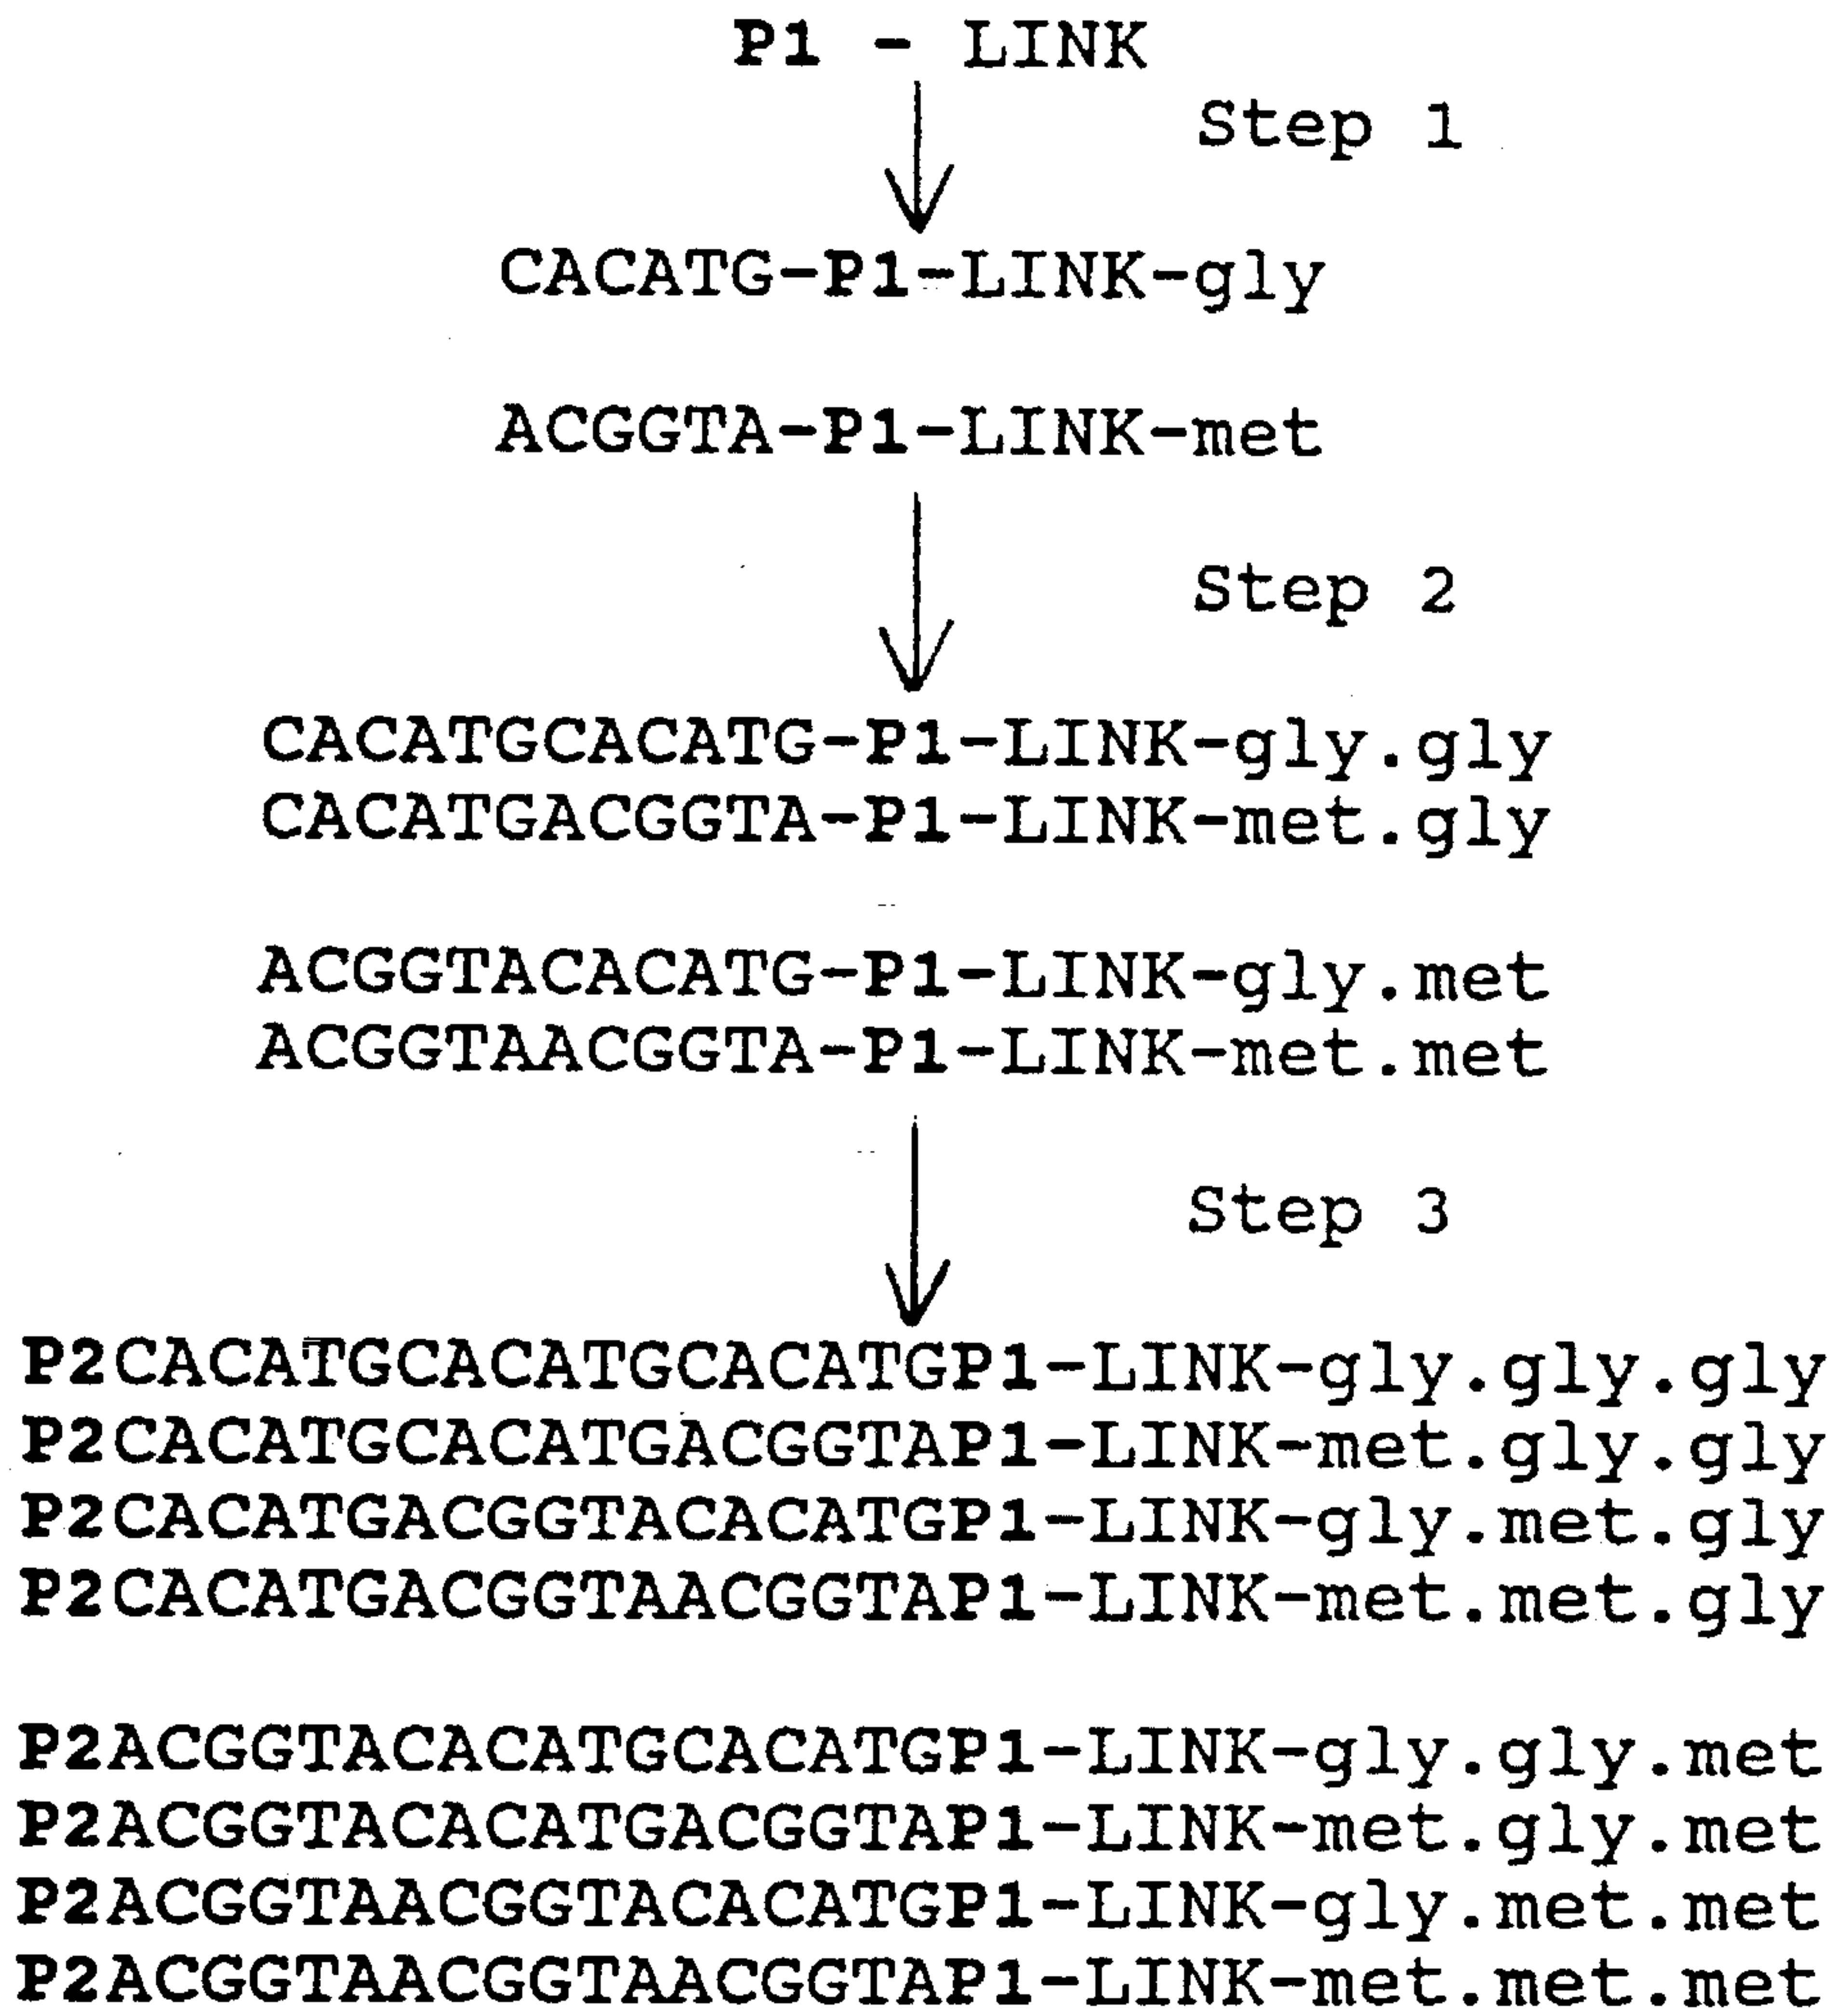 P1 - LINK
Step 1
CACATG-P1-LINK-gly
ACGGTA-P1-LINK-met
Step 2
CACATGCACATG-P1-LINK-gly.gly
CACATGACGGTA-P1-LINK-met.gly
ACGGTACACATG-P1-LINK-gly.met
ACGGTAACGGTA-P1-LINK-met.met
Step 3
P2CACATGCACATGCACATGP1-LINK-gly.gly.gly
P2CACATGCACATGACGGTAP1-LINK-met.gly.gly
P2CACATGACGGTACACATGP1-LINK-gly.met.gly
P2CACATGACGGTAACGGTAP1-LINK-met.met.gly
P2ACGGTACACATGCACATGP1-LINK-gly.gly.met
P2ACGGTACACATGACGGTAP1-LINK-met.gly.met
P2ACGGTAACGGTACACATGP1-LINK-gly.met.met
P2ACGGTAACGGTAACGGTAP1-LINK-met.met.met